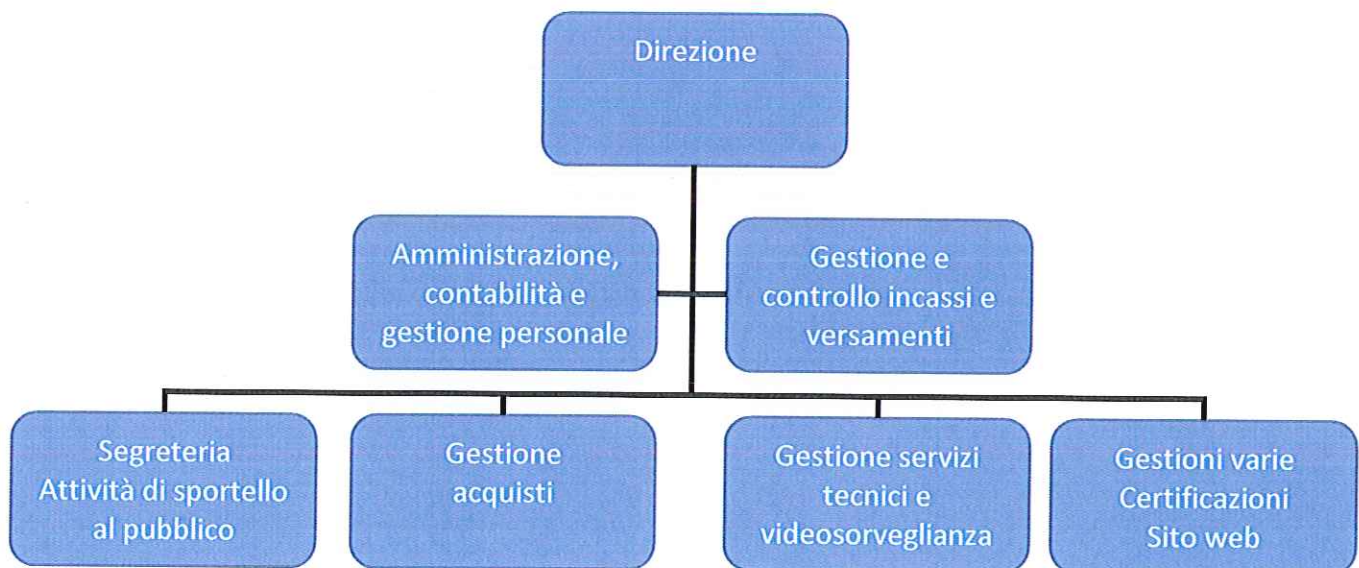 Direzione
Amministrazione,
contabilità e
gestione personale
Gestione e
controllo incassi e
versamenti
Segreteria
Attività di sportello
al pubblico
Gestione
acquisti
Gestione servizi
tecnici e
videosorveglianza
Gestioni varie
Certificazioni
Sito web